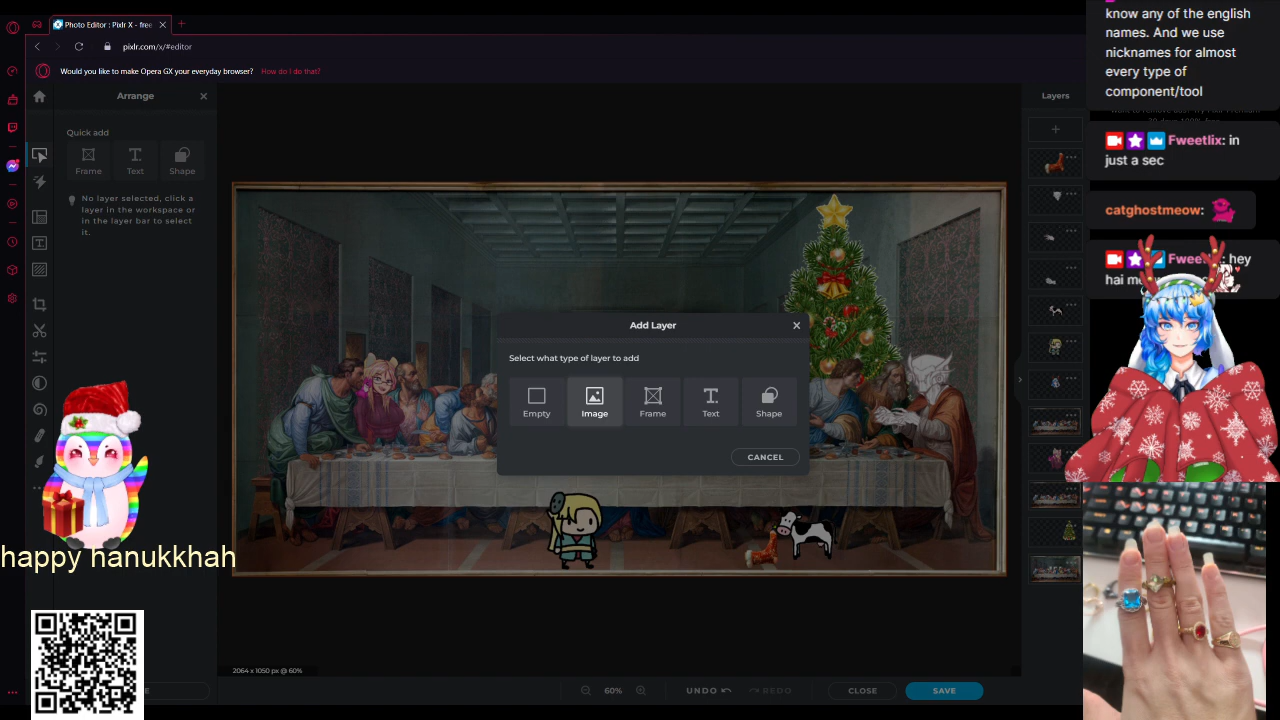 Photo Editor : Pixlr X - free
pixlr.com/x/#editor
Would you like to make Opera GX your everyday browser? How do I do that?
Arrange
Quick add
Frame
Text
Shape
No layer selected, click a
layer in the workspace or
in the layer bar to select
it.
Add Layer
Select what type of layer to add
Empty
Image
Frame
Text
Shape
CANCEL
Layers
know any of the english
names. And we use
nicknames for almost
every type of
component/tool
Fweetlix: in
just a sec
catghostmeow:
hey
hai
happy hanukkhah
2064 x 1050 px @ 60%
60%
UNDO
REDO
CLOSE
SAVE